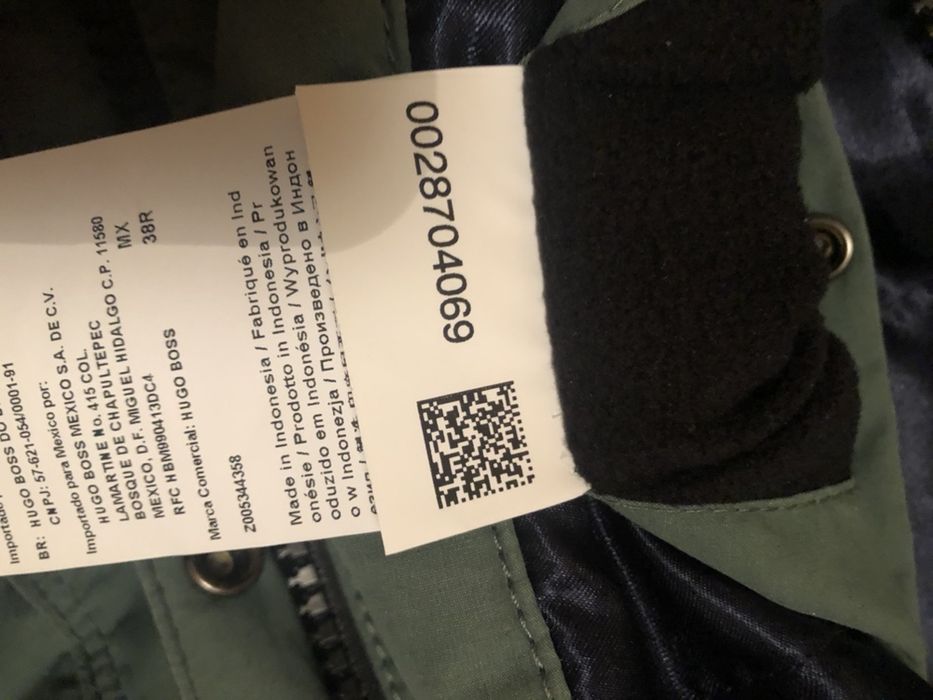 BR: HUGO BOSS DO
CNPJ: 57-621-054/0001-91
Importado para Mexico por:
HUGO BOSS MEXICO S.A. DE C.V.
LAMARTINE No. 415 COL.
BOSQUE DE CHAPULTEPEC
MEXICO, D.F. MIGUEL HIDALGO C.P. 11580
RFC HBM990413DC4
MX
38R
Marca Comercial: HUGO BOSS
Z005344358
Made in Indonesia / Fabriqué en Ind
onésie / Prodotto in Indonesia / Pr
oduzido em Indonésia / Wyprodukowan
o w Indonezja / Произведено в Индон
0028704069